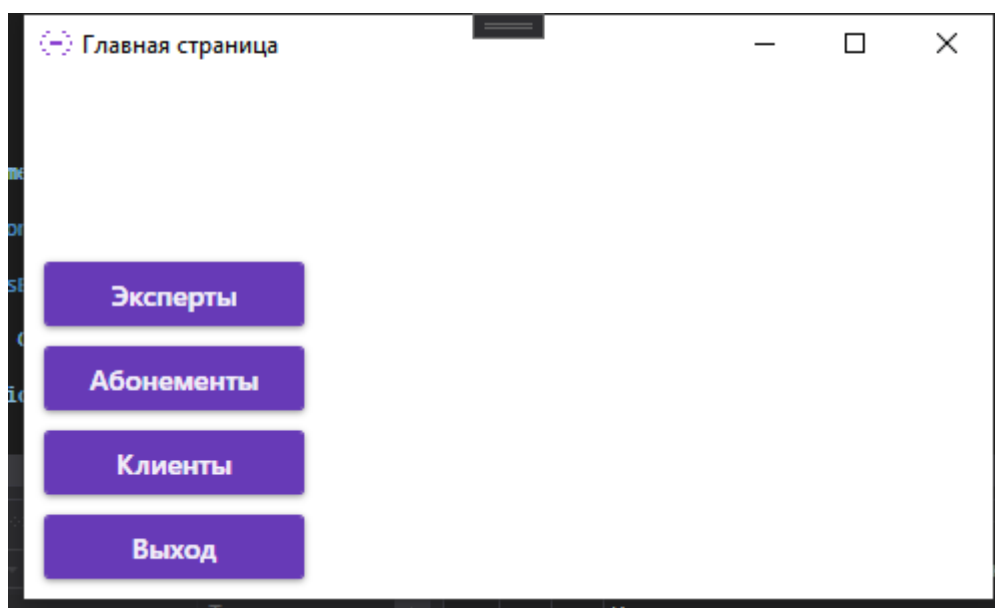 Главная страница
Эксперты
Абонементы
Клиенты
Выход